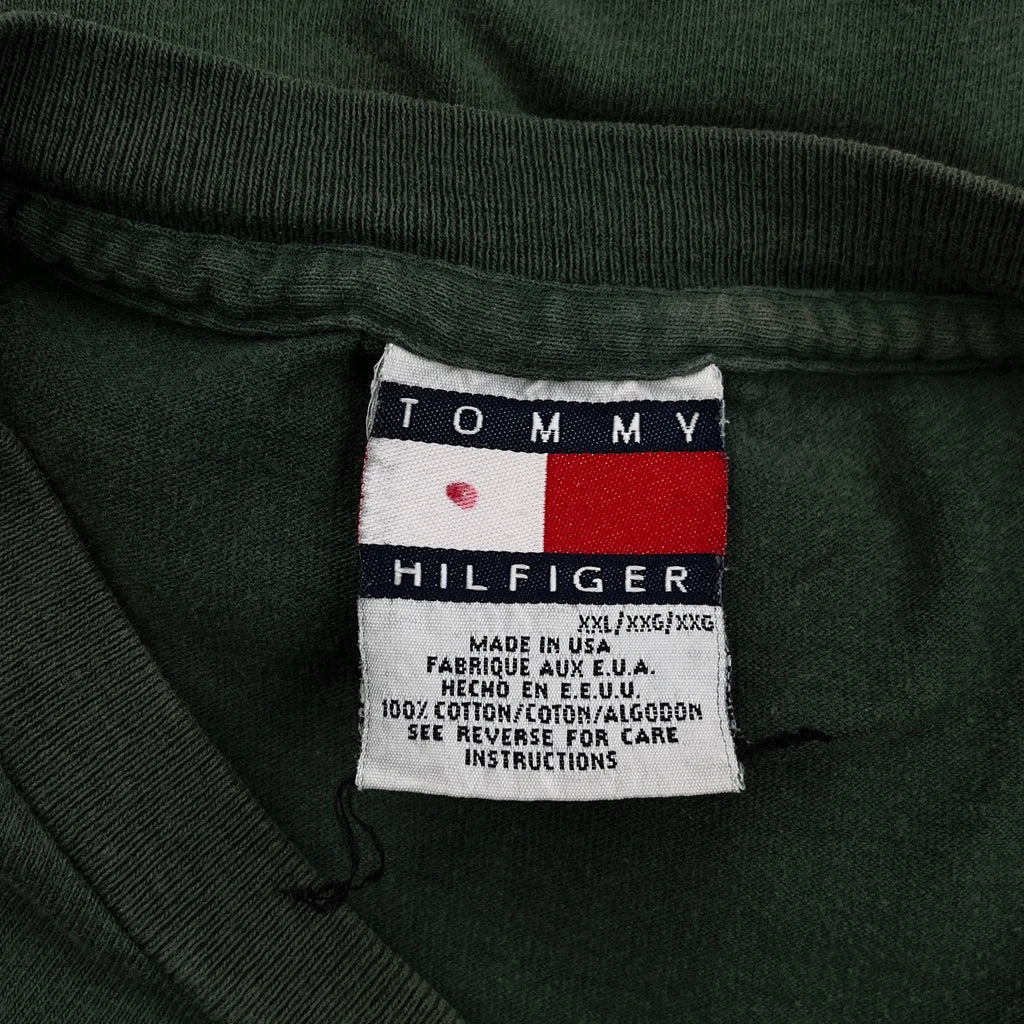 TOMMY
HILFIGER
XXL/XXG/XXG
MADE IN USA
FABRIQUE AUX E.U.A.
HECHO EN E.E.U.U.
100% COTTON/COTON/ALGODON
SEE REVERSE FOR CARE
INSTRUCTIONS